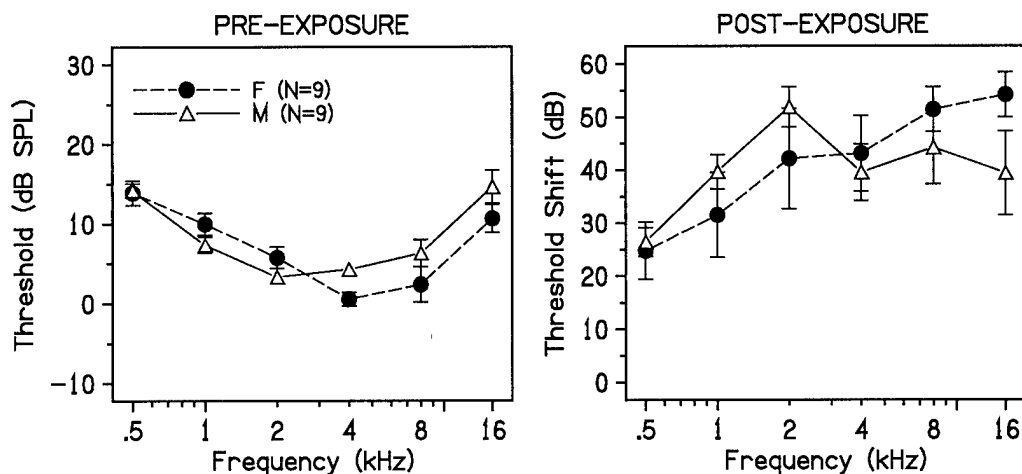 PRE-EXPOSURE
Threshold (dB SPL)
30
20
10
0
-10
F (N=9)
M (N=9)
.5 1 2 4 8 16
Frequency (kHz)
POST-EXPOSURE
Threshold Shift (dB)
60
50
40
30
20
10
0
.5 1 2 4 8 16
Frequency (kHz)